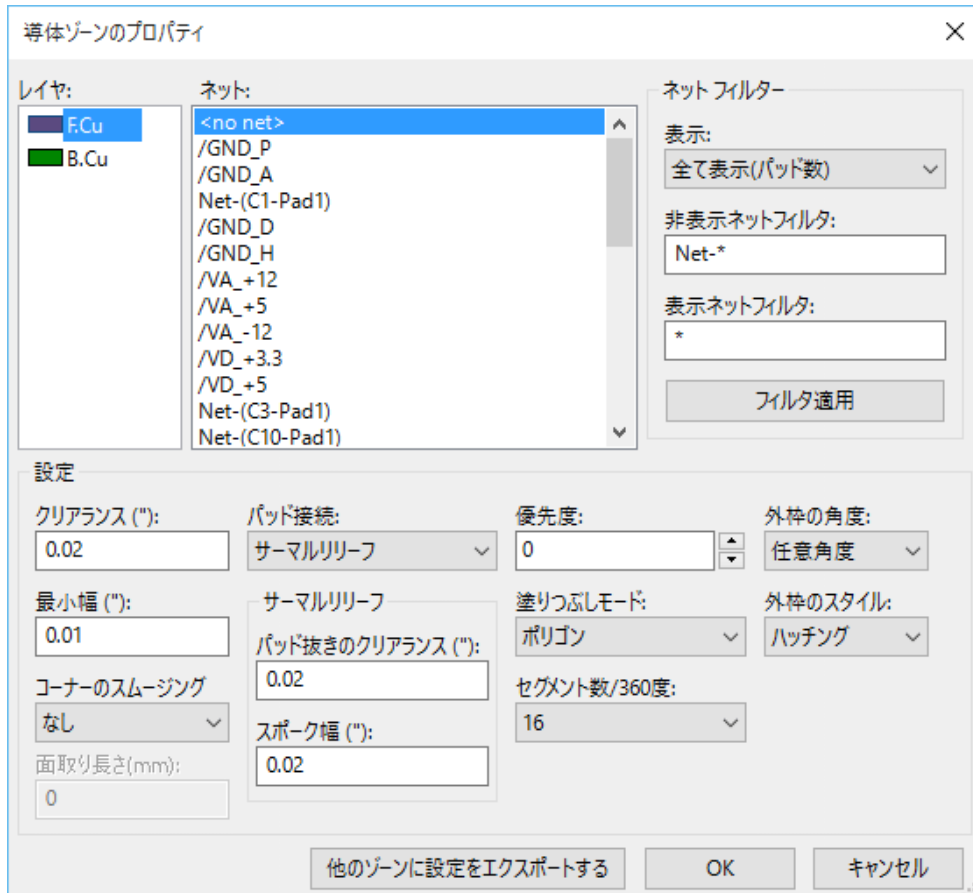 導体ゾーンのプロパティ
レイヤ:
F.Cu
B.Cu
ネット:
<no net>
/GND_P
/GND_A
Net-(C1-Pad1)
/GND_D
/GND_H
/VA_+12
/VA_+5
/VA_-12
/VD_+3.3
/VD_+5
Net-(C3-Pad1)
Net-(C10-Pad1)
ネット フィルター
表示:
全て表示(パッド数)
非表示ネットフィルタ:
Net-*
表示ネットフィルタ:
*
フィルタ適用
設定
クリアランス ("):
0.02
最小幅 ("):
0.01
コーナーのスムージング
なし
面取り長さ(mm):
0
パッド接続:
サーマルリリーフ
サーマルリリーフ
パッド抜きのクリアランス ("):
0.02
スポーク幅 ("):
0.02
優先度:
0
塗りつぶしモード:
ポリゴン
セグメント数/360度:
16
外枠の角度:
任意角度
外枠のスタイル:
ハッチング
他のゾーンに設定をエクスポートする
OK
キャンセル